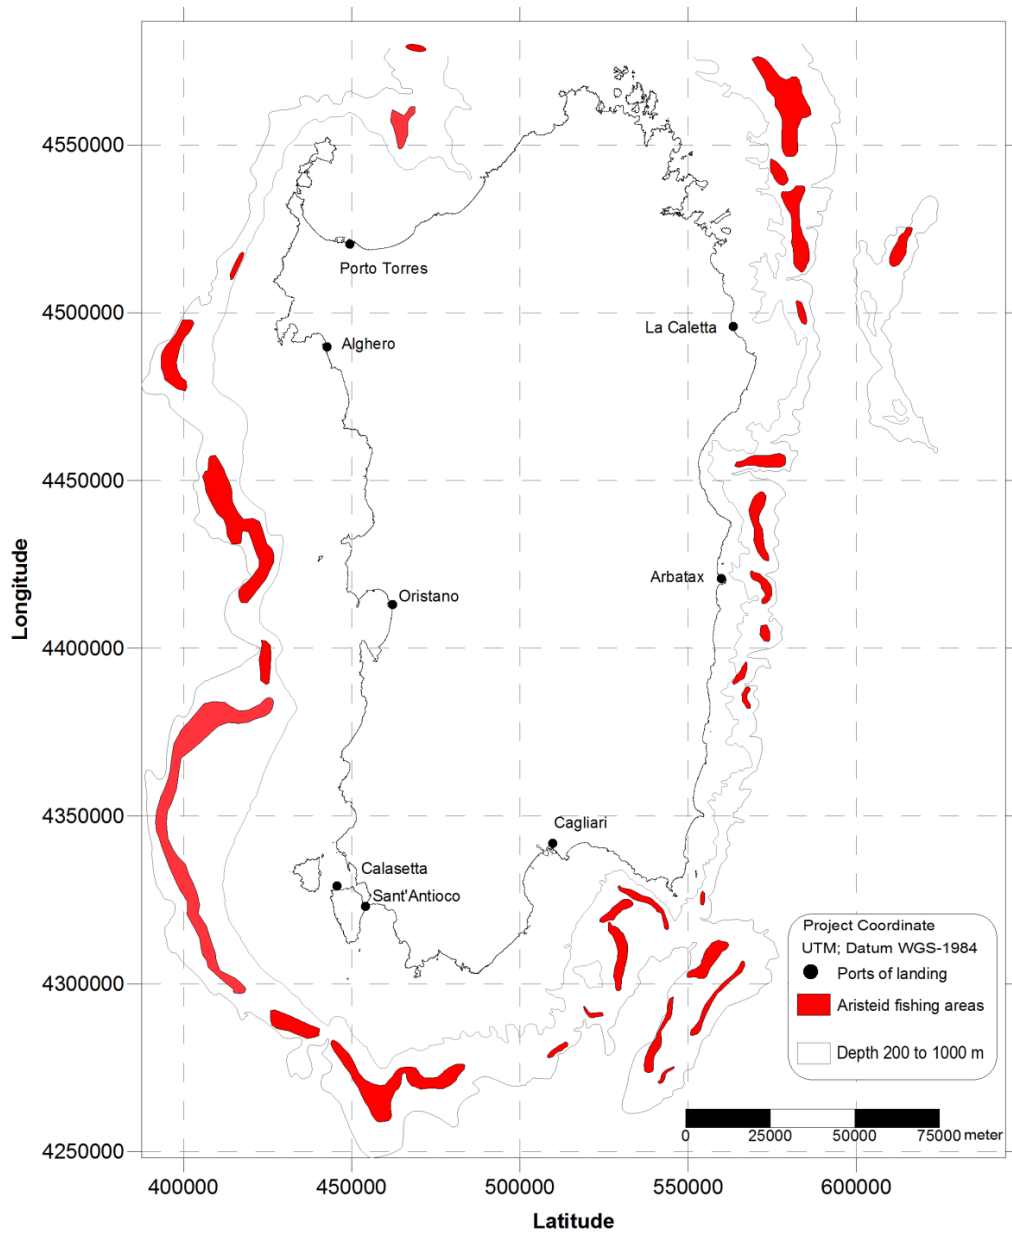 4550000
Porto Torres
4500000
La Caletta
Alghero
4450000
Arbatax
Oristano
Longitude
4400000
4350000
Cagliari
Calasetta
Sant'Antioco
Project Coordinate
UTM; Datum WGS-1984
Ports of landing
Aristeid fishing areas
Depth 200 to 1000 m
4300000
0 25000 50000 75000 meter
4250000
400000 450000 500000 550000 600000
Latitude